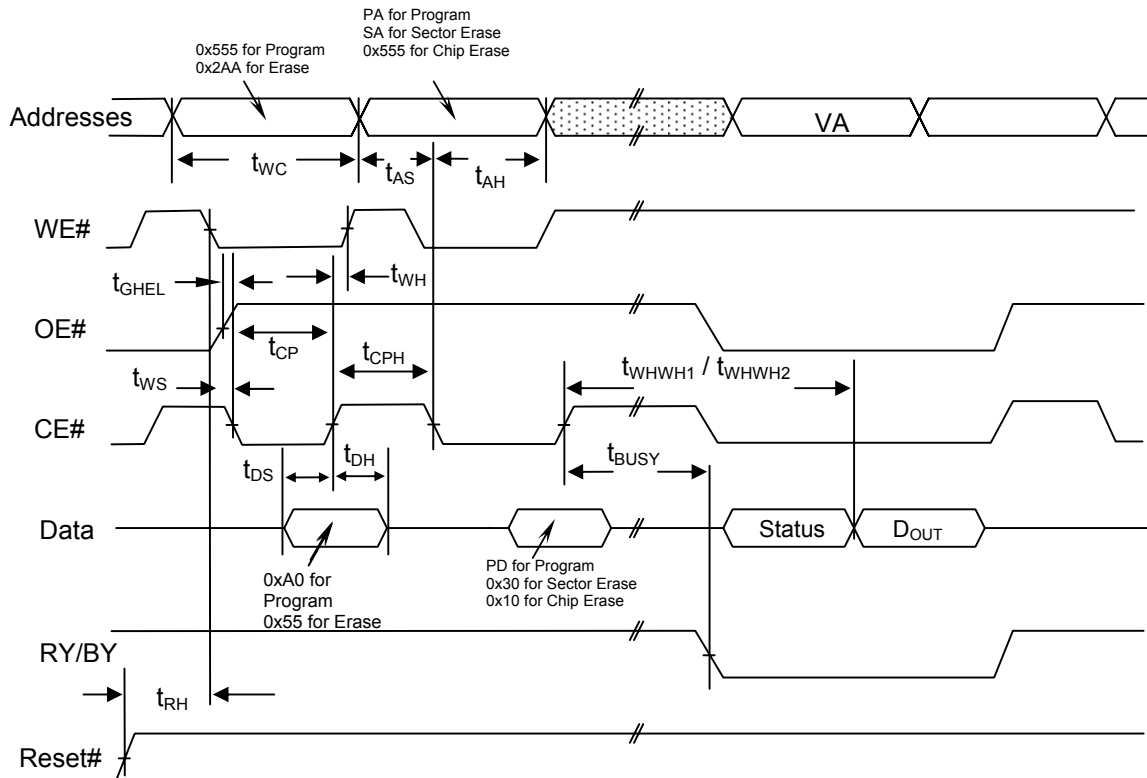 PA for Program
SA for Sector Erase
0x555 for Chip Erase
0x555 for Program
0x2AA for Erase
Addresses
VA
tWC
tAS
tAH
WE#
tGHEL
tWH
OE#
tCP
tCPH
tWHWH1 / tWHWH2
tWS
CE#
tBUSY
tDS
tDH
Data
Status
DOUT
0xA0 for
Program
0x55 for Erase
PD for Program
0x30 for Sector Erase
0x10 for Chip Erase
RY/BY
tRH
Reset#